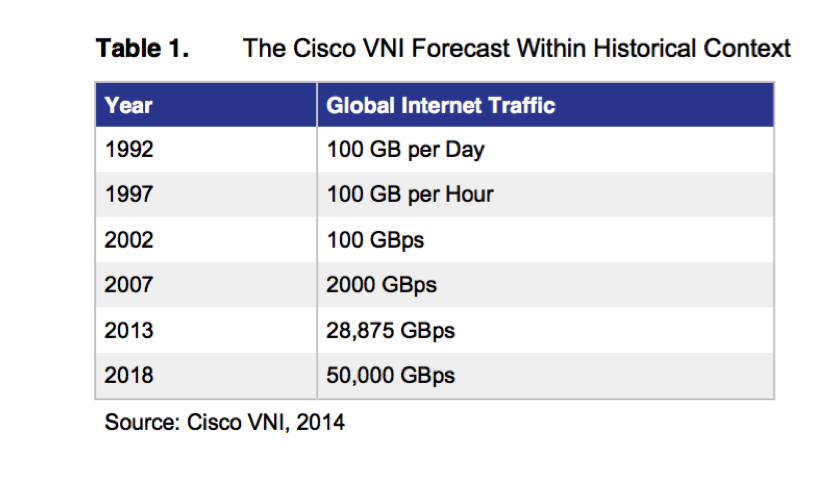 Table 1. The Cisco VNI Forecast Within Historical Context
Year Global Internet Traffic
1992 100 GB per Day
1997 100 GB per Hour
2002 100 GBps
2007 2000 GBps
2013 28,875 GBps
2018 50,000 GBps
Source: Cisco VNI, 2014